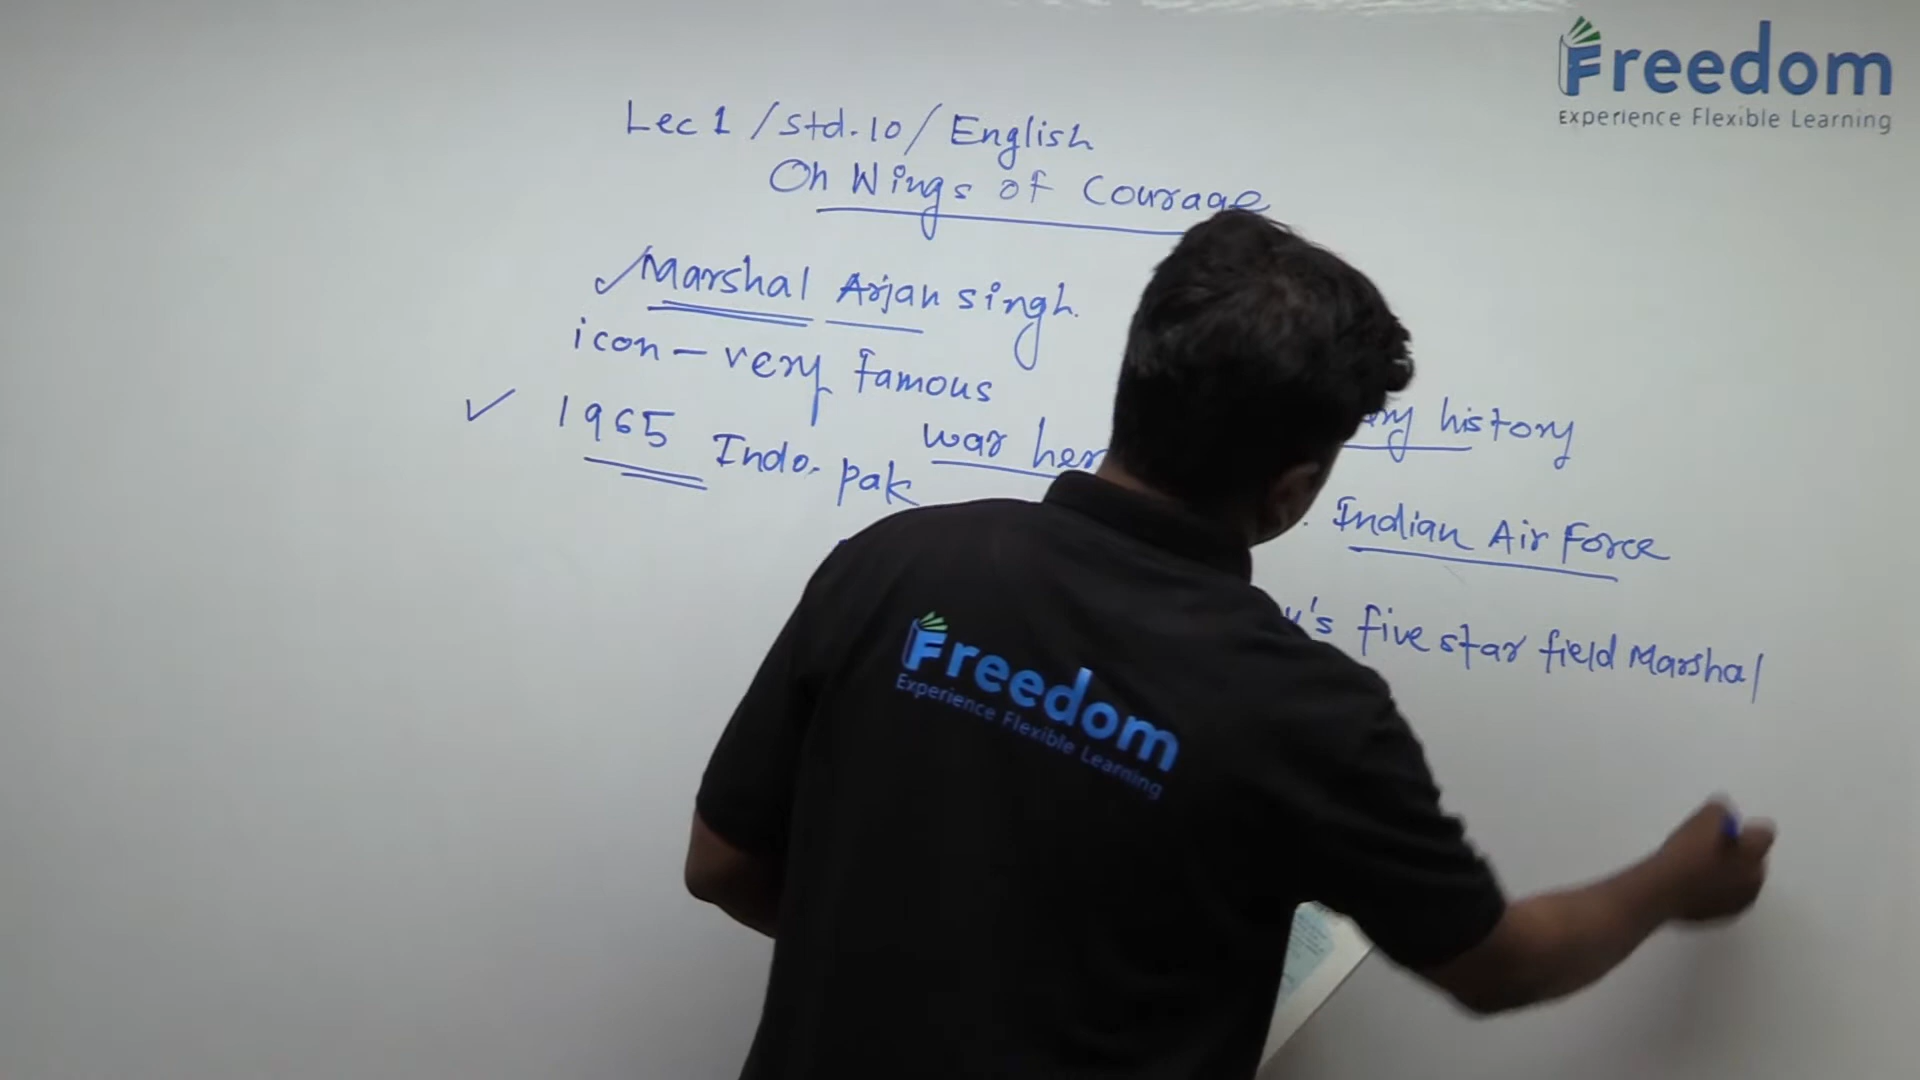 Freedom
Experience Flexible Learning
Lec 1 / Std. 10 / English
On Wings of Courage
✓ Marshal Arjan singh.
icon - very famous
✓ 1965 Indo. pak
war
history
Indian Air Force
five star field Marshal
Freedom
Experience Flexible Learning